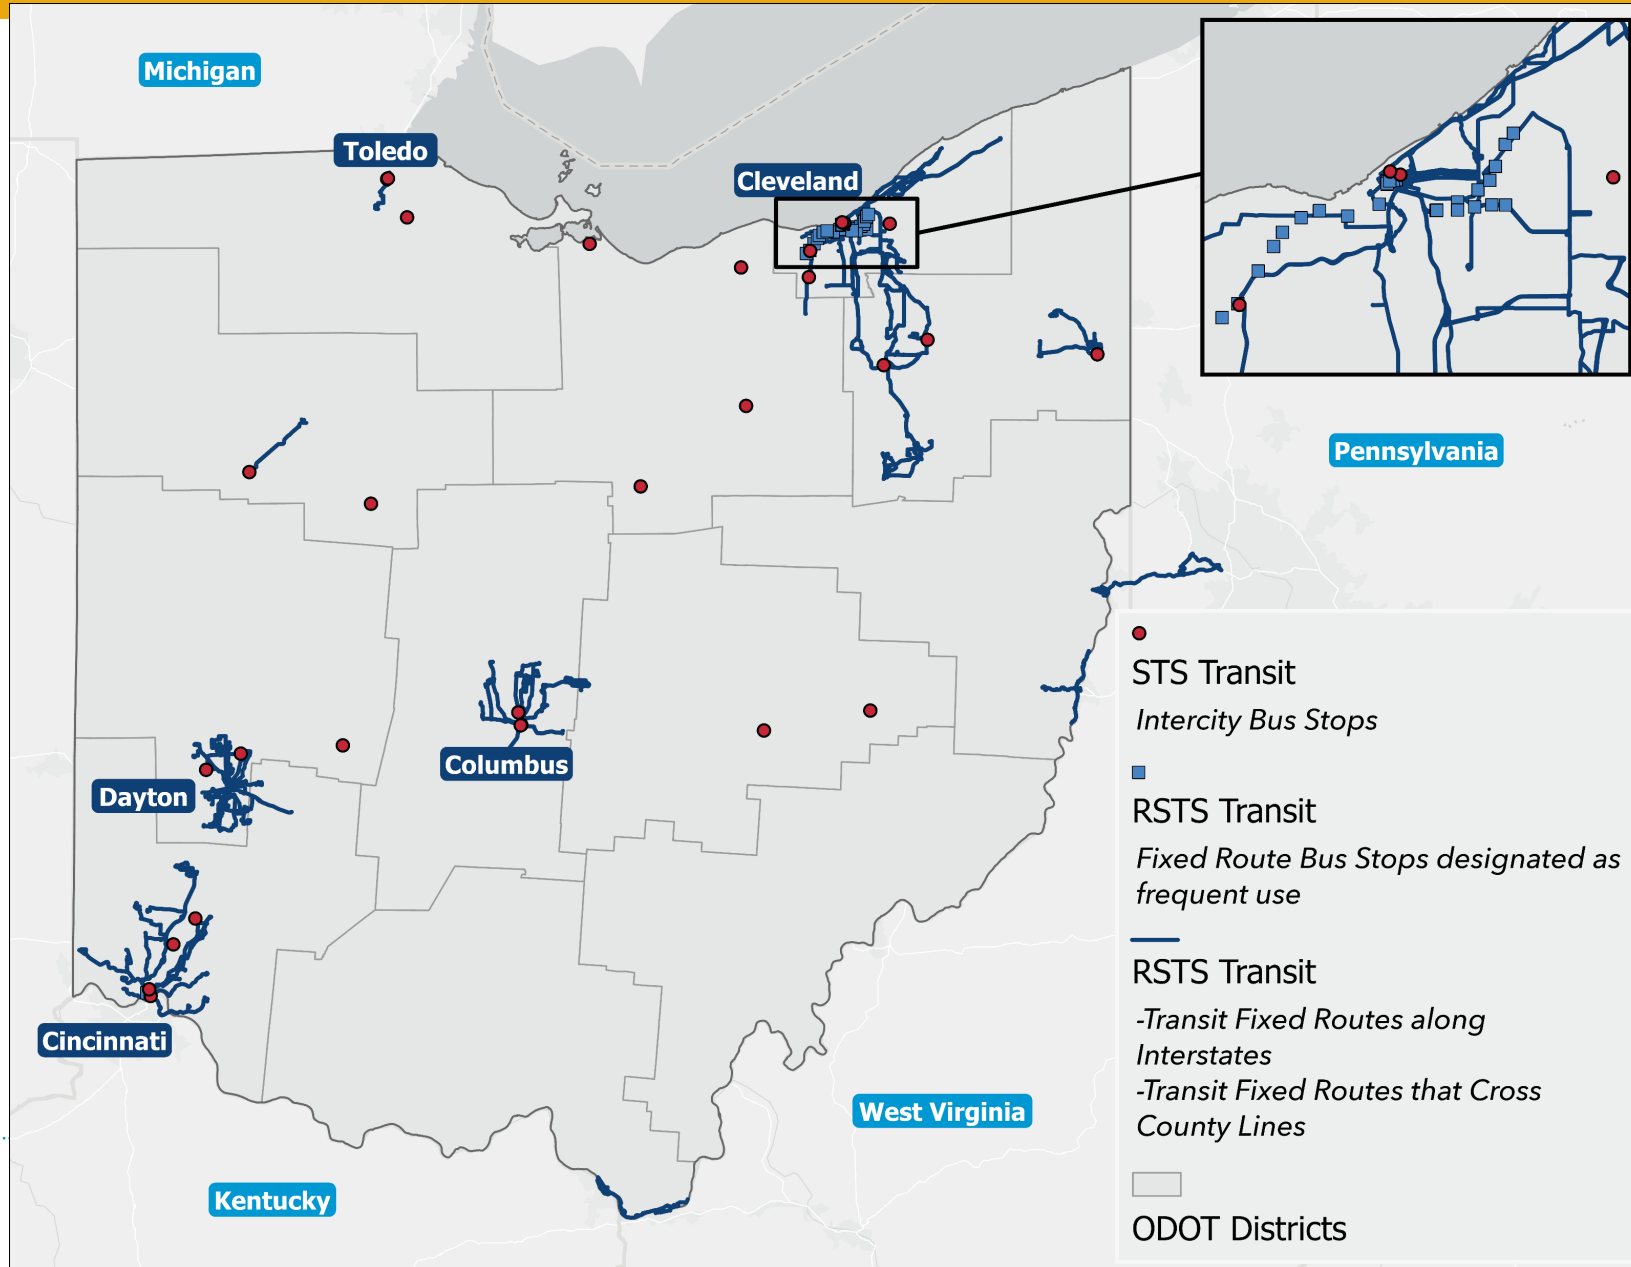 Michigan
Toledo
Cleveland
Pennsylvania
Columbus
Dayton
Cincinnati
West Virginia
Kentucky
STS Transit
Intercity Bus Stops
RSTS Transit
Fixed Route Bus Stops designated as
frequent use
RSTS Transit
-Transit Fixed Routes along
Interstates
-Transit Fixed Routes that Cross
County Lines
ODOT Districts